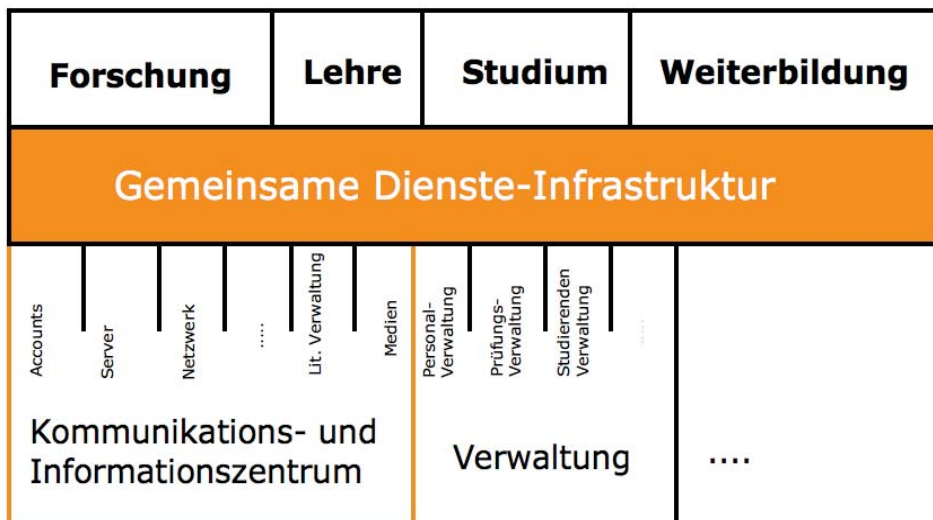 Forschung
Lehre
Studium
Weiterbildung
Gemeinsame Dienste-Infrastruktur
Accounts
Server
Netzwerk
.....
Lit. Verwaltung
Medien
Personal-
Verwaltung
Prüfungs-
Verwaltung
Studierenden
Verwaltung
.....
Kommunikations- und
Informationszentrum
Verwaltung
....